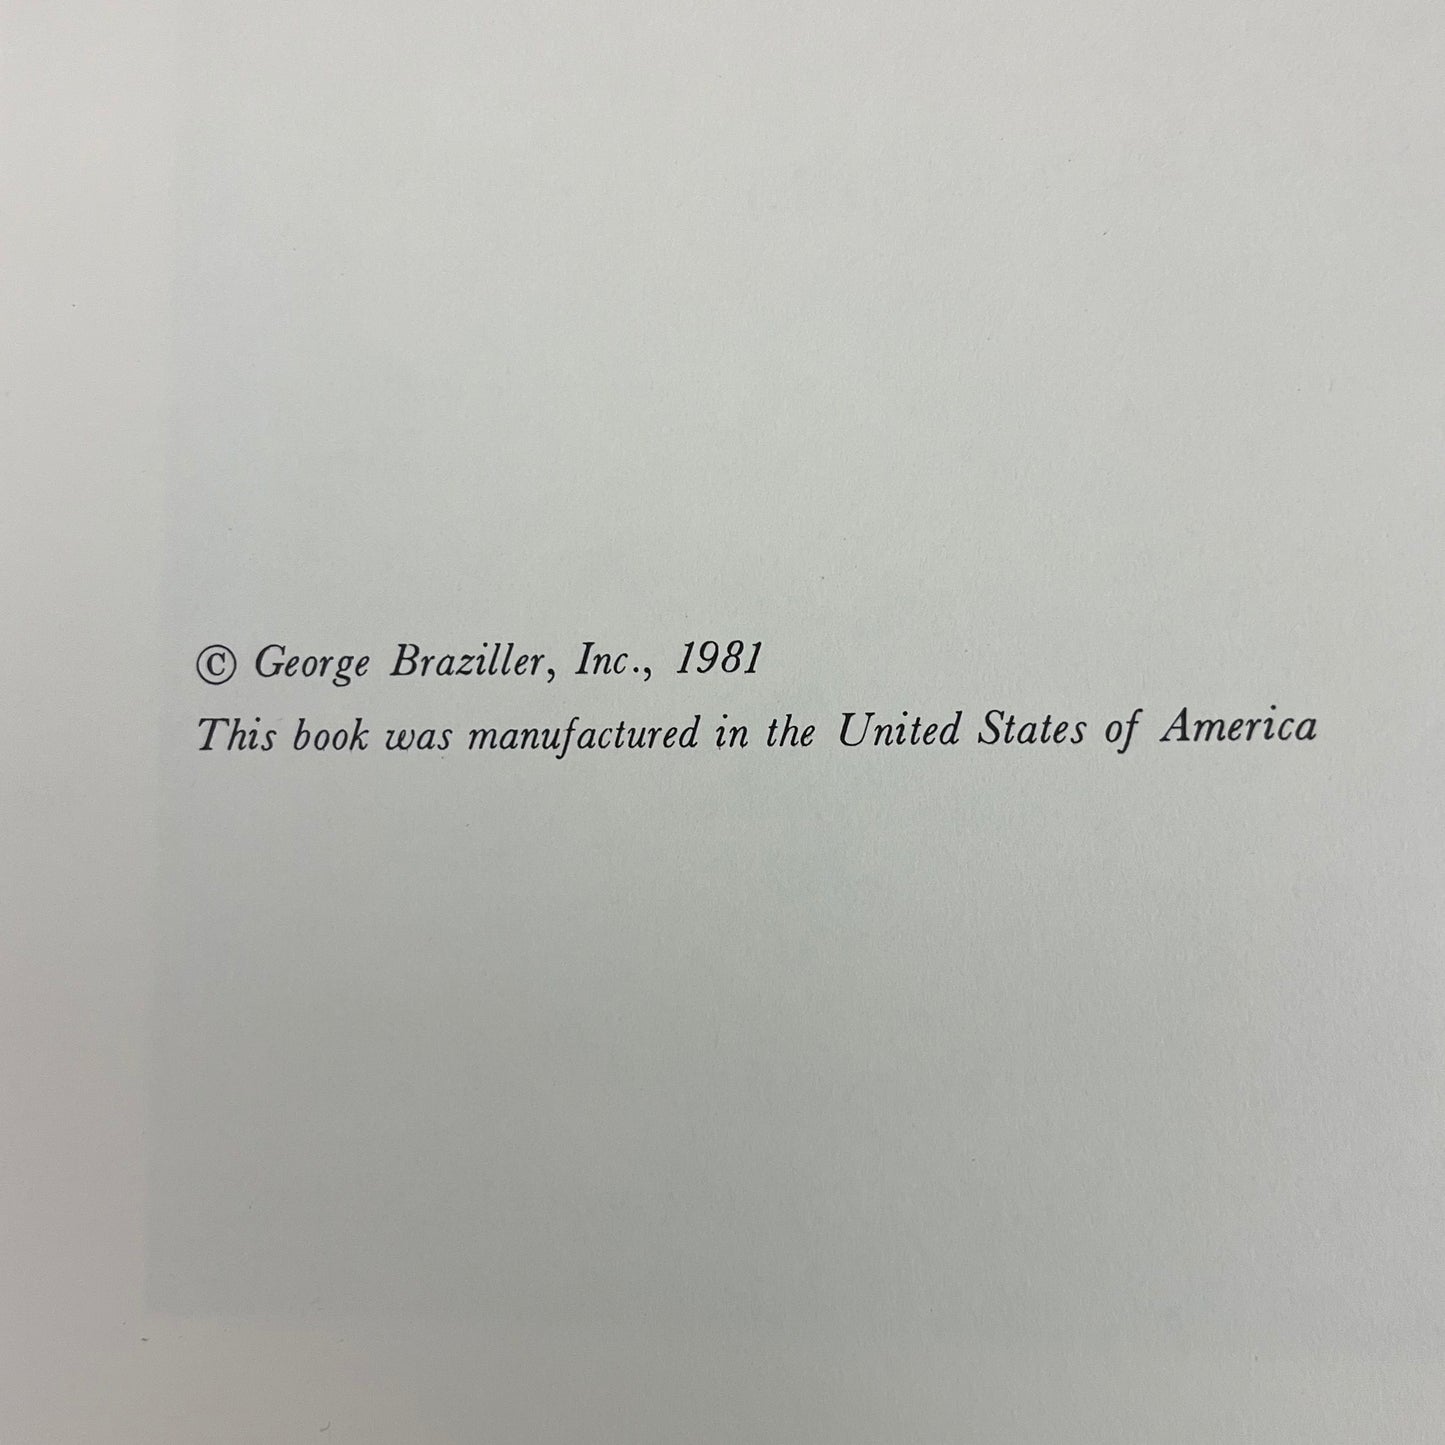 © George Braziller, Inc., 1981
This book was manufactured in the United States of America